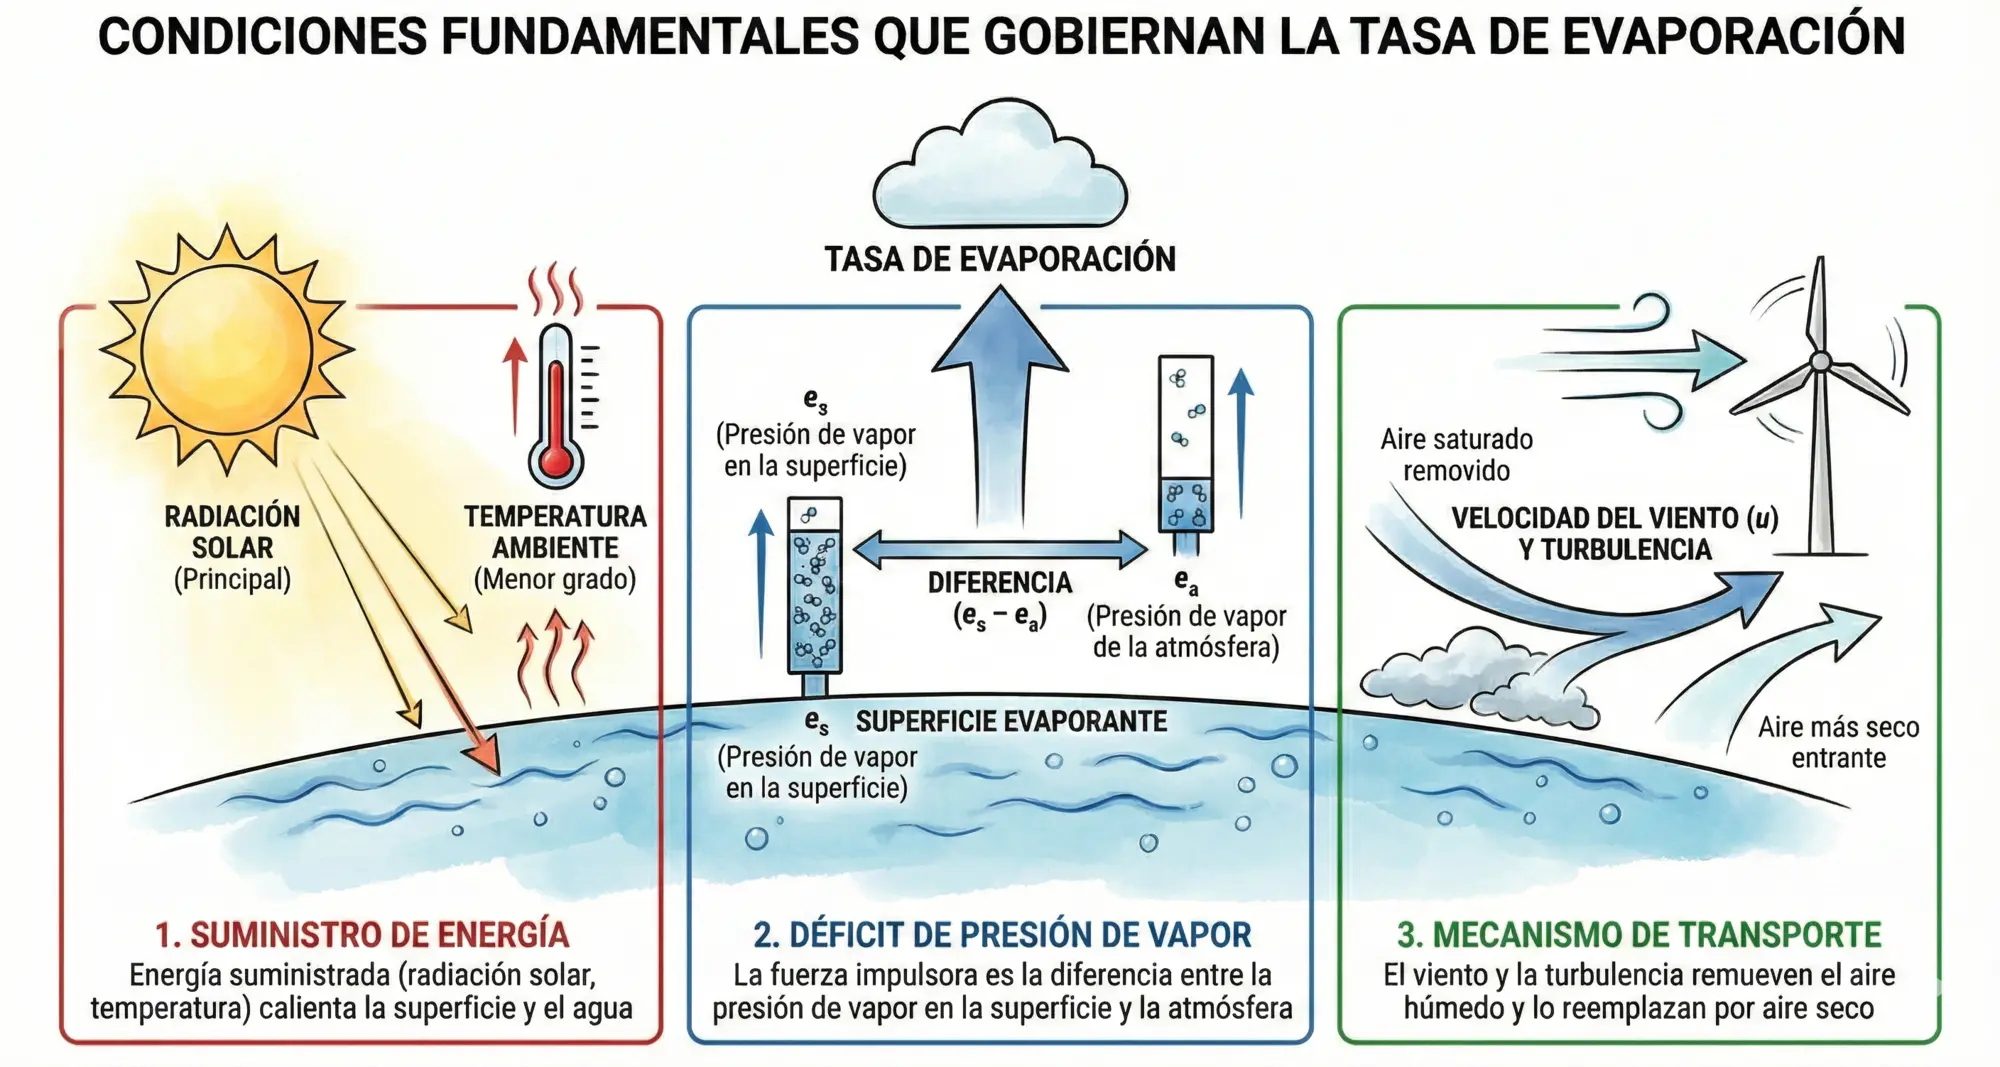 CONDICIONES FUNDAMENTALES QUE GOBIERNAN LA TASA DE EVAPORACIÓN
TASA DE EVAPORACIÓN
RADIACIÓN
SOLAR
(Principal)
TEMPERATURA
AMBIENTE
(Menor grado)
1. SUMINISTRO DE ENERGÍA
Energía suministrada (radiación solar,
temperatura) calienta la superficie y el agua
es
(Presión de vapor
en la superficie)
DIFERENCIA
(es – ea)
ea
(Presión de vapor
de la atmósfera)
es
SUPERFICIE EVAPORANTE
(Presión de vapor
en la superficie)
2. DÉFICIT DE PRESIÓN DE VAPOR
La fuerza impulsora es la diferencia entre la
presión de vapor en la superficie y la atmósfera
Aire saturado
removido
VELOCIDAD DEL VIENTO (u)
Y TURBULENCIA
Aire más seco
entrante
3. MECANISMO DE TRANSPORTE
El viento y la turbulencia remueven el aire
húmedo y lo reemplazan por aire seco